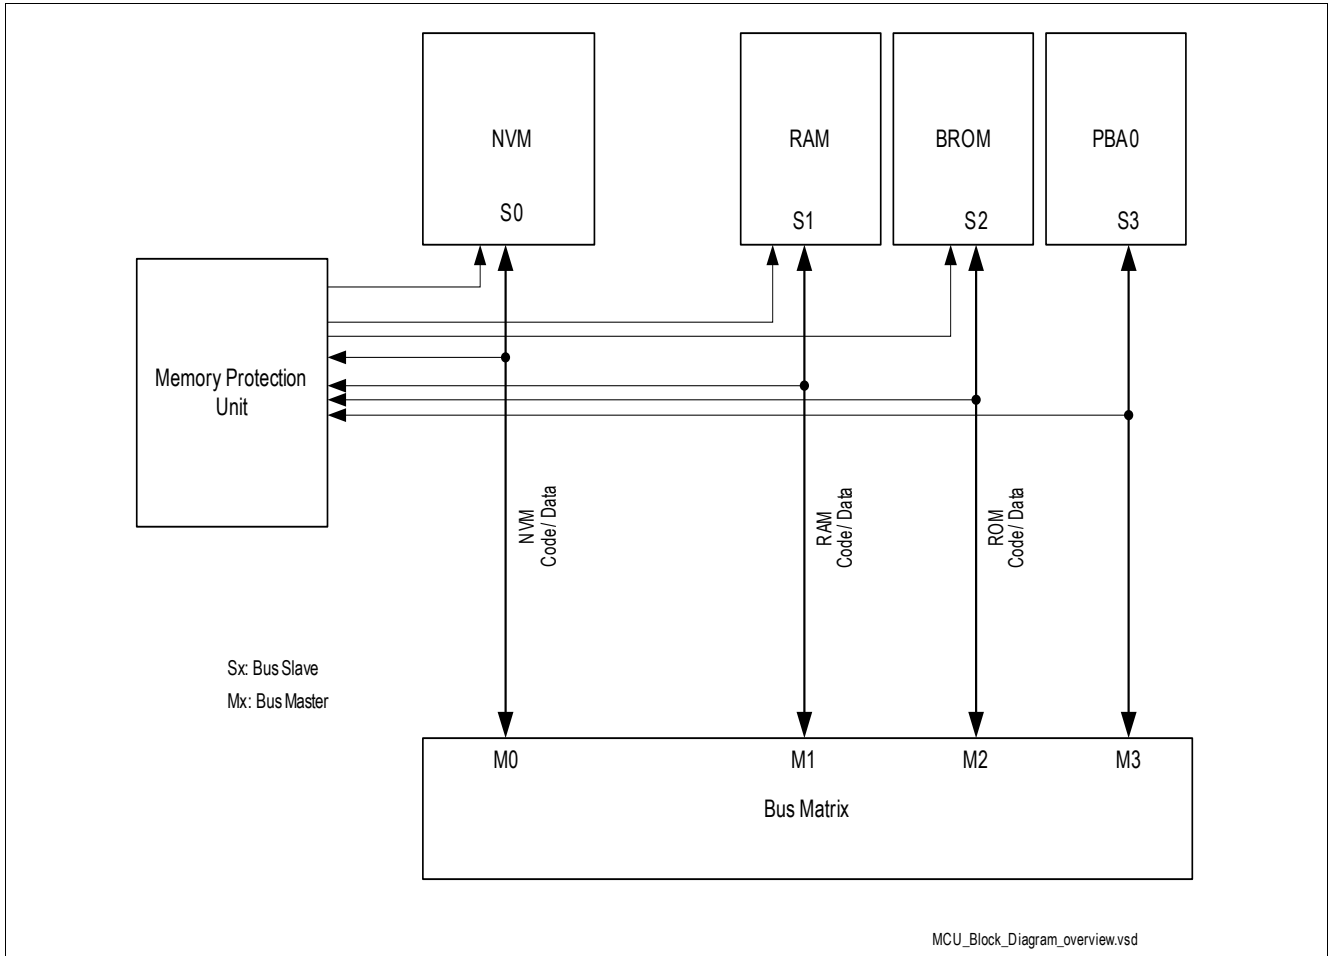 NVM
RAM
BROM
PBA0
S0
S1
S2
S3
Memory Protection
Unit
NVM
Code / Data
RAM
Code / Data
ROM
Code / Data
Sx: Bus Slave
Mx: Bus Master
M0
M1
M2
M3
Bus Matrix
MCU_Block_Diagram_overview.vsd